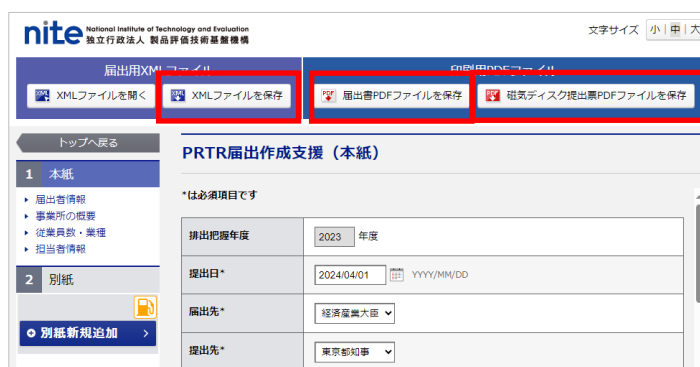 nite National Institute of Technology and Evaluation
独立行政法人 製品評価技術基盤機構
文字サイズ 小 中 大
届出用XMLファイル
印刷用PDFファイル
XMLファイルを開く
XMLファイルを保存
届出書PDFファイルを保存
磁気ディスク提出票PDFファイルを保存
トップへ戻る
1 本紙
届出者情報
事業所の概要
従業員数・業種
担当者情報
2 別紙
別紙新規追加
PRTR届出作成支援（本紙）
*は必須項目です
排出把握年度 2023 年度
提出日* 2024/04/01 YYYY/MM/DD
届出先* 経済産業大臣
提出先* 東京都知事